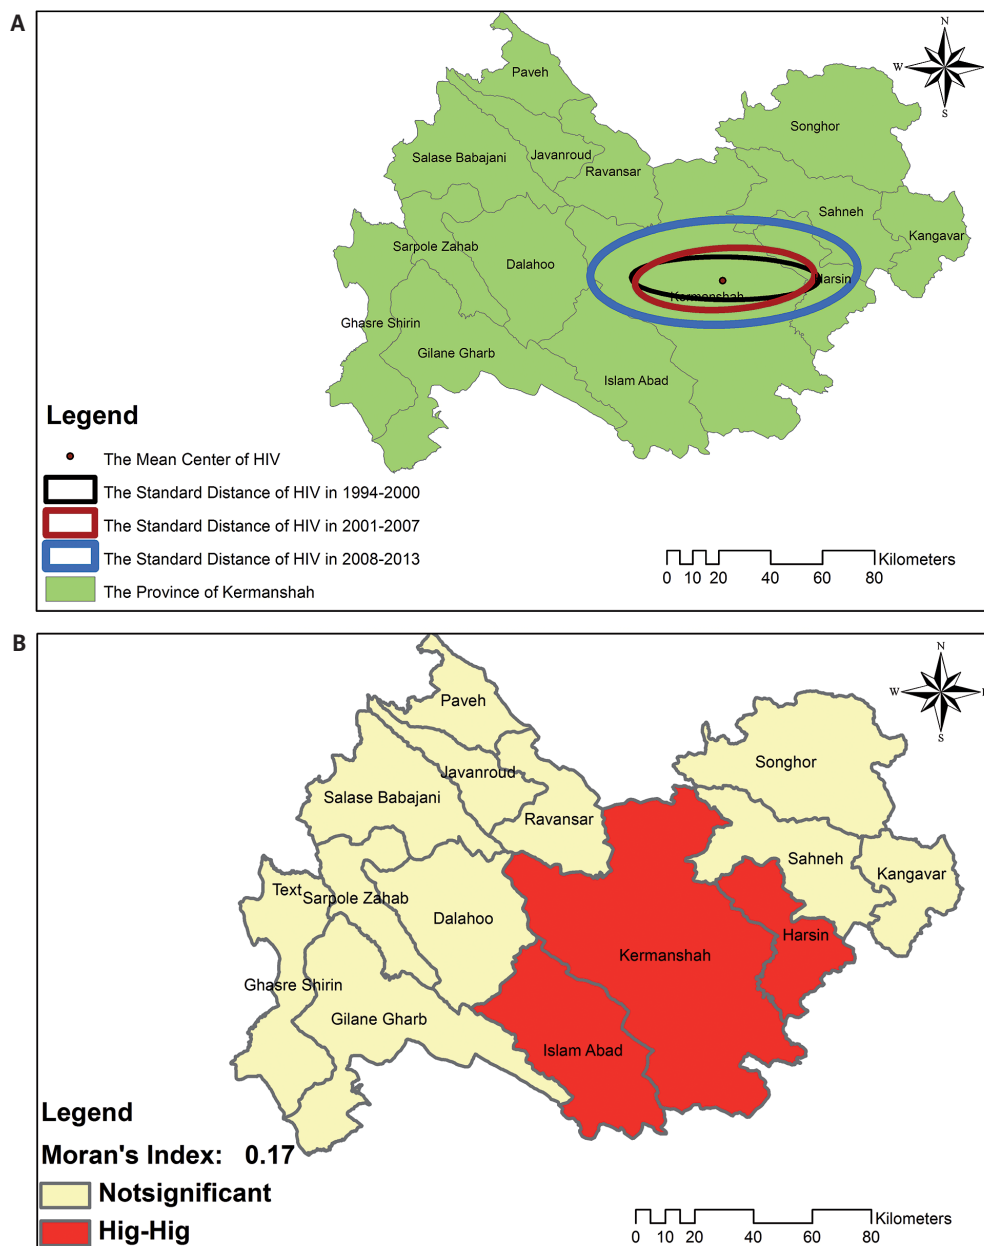 A
N
W
S
Paveh
Songhor
Salase Babajani
Javanroud
Ravansar
Sahneh
Kangavar
Sarpole Zahab
Dalahoo
Harsin
Kermanshah
Ghasre Shirin
Gilane Gharb
Islam Abad
Legend
The Mean Center of HIV
The Standard Distance of HIV in 1994-2000
The Standard Distance of HIV in 2001-2007
The Standard Distance of HIV in 2008-2013
The Province of Kermanshah
Kilometers
0 10 20 40 60 80
B
N
W
S
Paveh
Songhor
Javanroud
Salase Babajani
Ravansar
Sahneh
Kangavar
Text
Sarpole Zahab
Dalahoo
Harsin
Kermanshah
Ghasre Shirin
Gilane Gharb
Islam Abad
Legend
Moran's Index: 0.17
Notsignificant
Hig-Hig
Kilometers
0 10 20 40 60 80